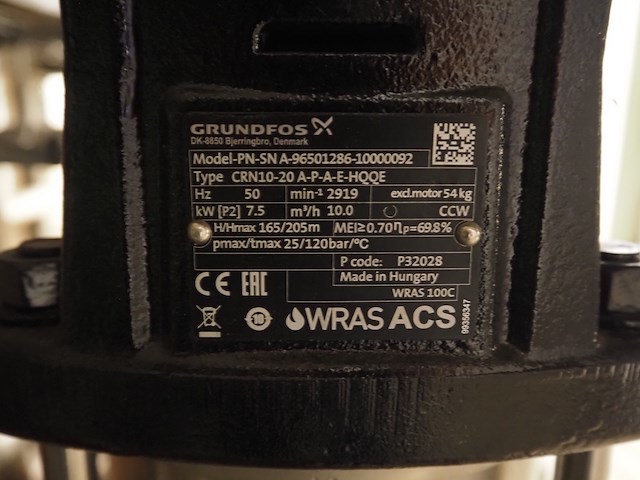 GRUNDFOS
DK-8850 Bjerringbro, Denmark
Model-PN-SN A-96501286-10000092
Type CRN10-20 A-P-A-E-HQQE
Hz 50 min-1 2919 excl.motor 54 kg
kW [P2] 7.5 m³/h 10.0 CCW
H/Hmax 165/205m MEI≥0.70 ηp=69.8%
pmax/tmax 25/120bar/°C
P code: P32028
Made in Hungary
WRAS 100C
CE EAC
10 WRAS ACS
99356347